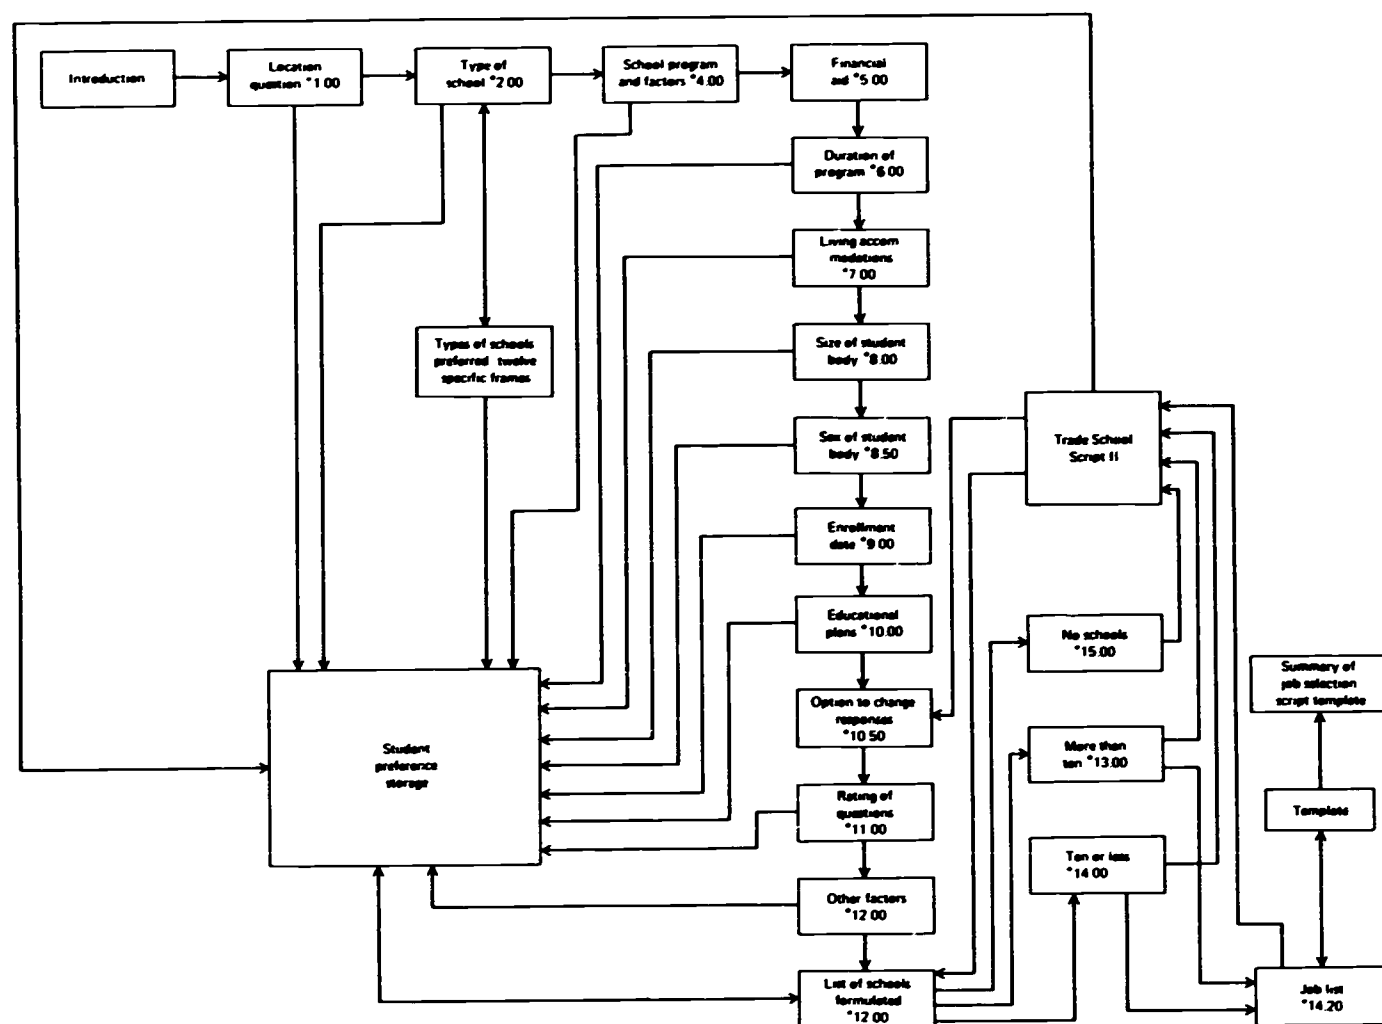 Introduction
Location
question *1.00
Type of
school *2.00
School program
and factors *4.00
Financial
aid *5.00
Duration of
program *6.00
Living accom
modations
*7.00
Types of schools
preferred twelve
specific frames
Size of student
body *8.00
Sex of student
body *8.50
Trade School
Script II
Enrollment
date *9.00
Educational
plans *10.00
No schools
*15.00
Summary of
job selection
script template
Option to change
responses
*10.50
Student
preference
storage
More than
ten *13.00
Rating of
questions
*11.00
Template
Ten or less
*14.00
Other factors
*12.00
List of schools
formulated
*12.00
Job list
*14.20